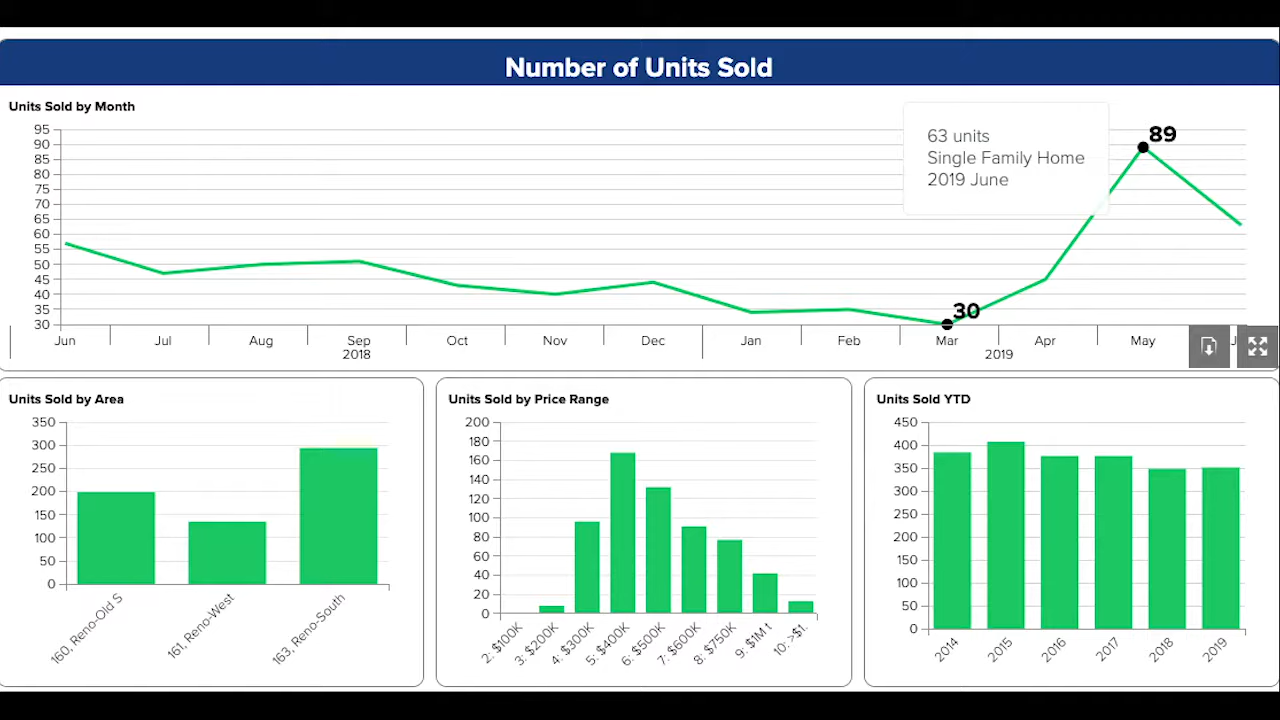 Number of Units Sold
Units Sold by Month
63 units
Single Family Home
2019 June
89
30
95
90
85
80
75
70
65
60
55
50
45
40
35
30
Jun Jul Aug Sep Oct Nov Dec Jan Feb Mar Apr May
2018 2019
Units Sold by Area
350
300
250
200
150
100
50
0
160, Reno-Old S
161, Reno-West
163, Reno-South
Units Sold by Price Range
200
180
160
140
120
100
80
60
40
20
0
2: $100K
3: $200K
4: $300K
5: $400K
6: $500K
7: $600K
8: $750K
9: $1M1
10: >$1.
Units Sold YTD
450
400
350
300
250
200
150
100
50
0
2014
2015
2016
2017
2018
2019